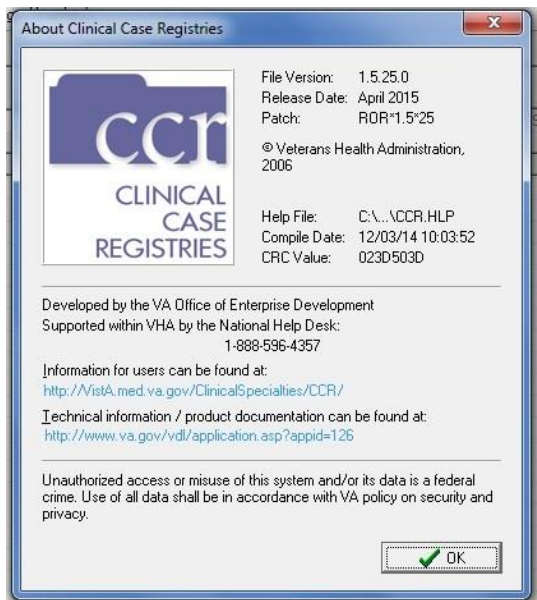 About Clinical Case Registries
ccr
CLINICAL
CASE
REGISTRIES
File Version: 1.5.25.0
Release Date: April 2015
Patch: ROR*1.5*25
© Veterans Health Administration,
2006
Help File: C:\...\CCR.HLP
Compile Date: 12/03/14 10:03:52
CRC Value: 023D503D
Developed by the VA Office of Enterprise Development
Supported within VHA by the National Help Desk:
1-888-596-4357
Information for users can be found at:
http://VistA.med.va.gov/ClinicalSpecialties/CCR/
Technical information / product documentation can be found at:
http://www.va.gov/vdl/application.asp?appid=126
Unauthorized access or misuse of this system and/or its data is a federal
crime. Use of all data shall be in accordance with VA policy on security and
privacy.
OK